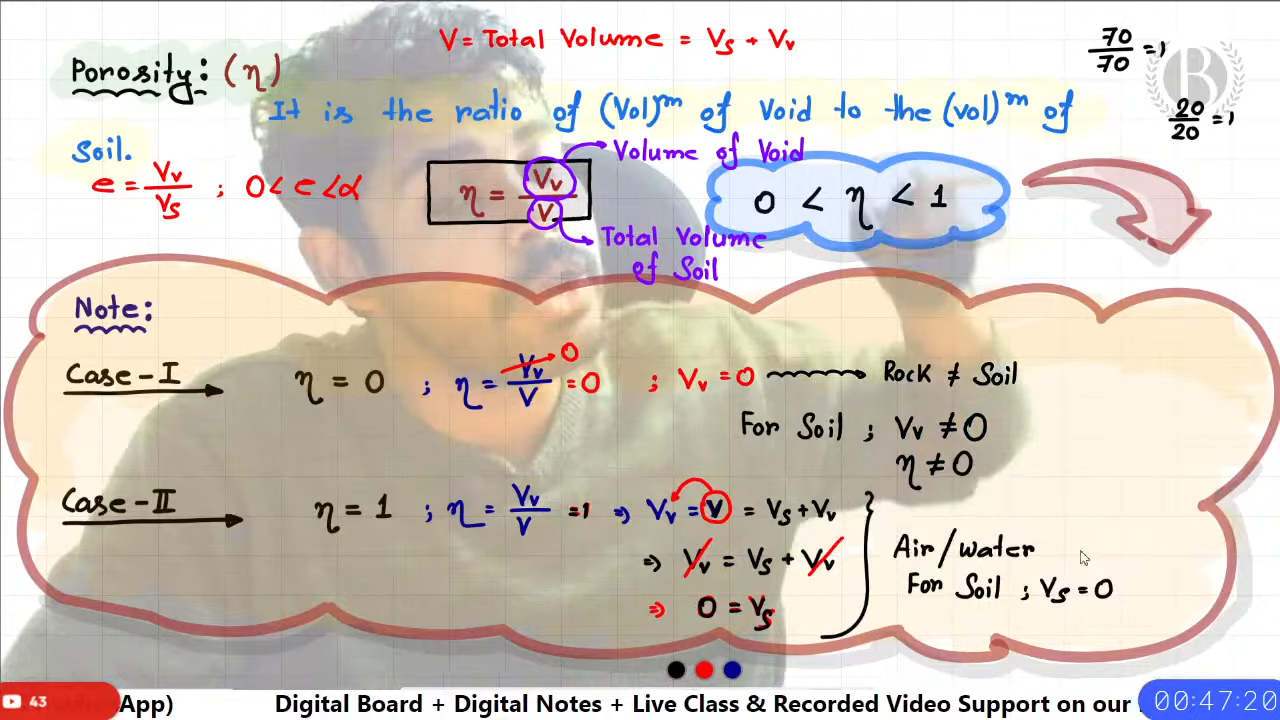 V = Total Volume = Vs + Vv
70/70 = 1
Porosity: (η)
It is the ratio of (Vol)ᵐ of Void to the (vol)ᵐ of
20/20 = 1
Soil.
e = Vv/Vs ; 0 < e < α
η = Vv/V
Volume of Void
Total Volume
of Soil
0 < η < 1
B
Note:
Case-I η = 0 ; η = Vv/V = 0 ; Vv = 0 Rock ≠ Soil
0
For Soil ; Vv ≠ 0
η ≠ 0
Case-II η = 1 ; η = Vv/V = 1 ⇒ Vv = V = Vs + Vv
⇒ Vv = Vs + Vv
⇒ 0 = Vs
Air/water
For Soil ; Vs = 0
43
App) Digital Board + Digital Notes + Live Class & Recorded Video Support on our
00:47:20